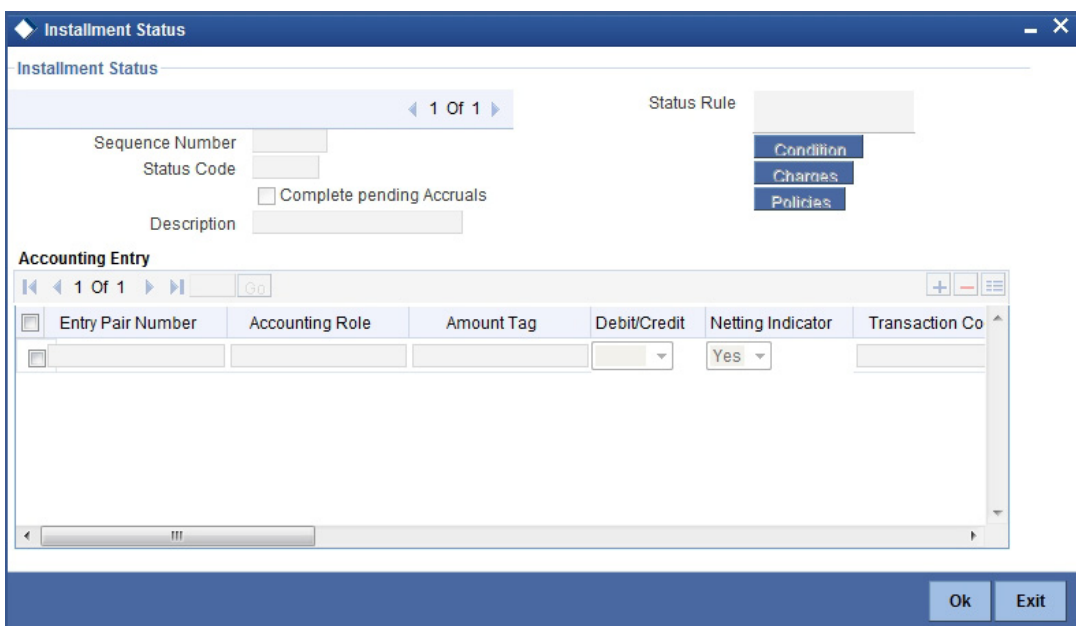 Installment Status
Installment Status
1 Of 1
Status Rule
Sequence Number
Condition
Status Code
Charges
Complete pending Accruals
Policies
Description
Accounting Entry
1 Of 1 Go
Entry Pair Number Accounting Role Amount Tag Debit/Credit Netting Indicator Transaction Co
Yes
Ok Exit